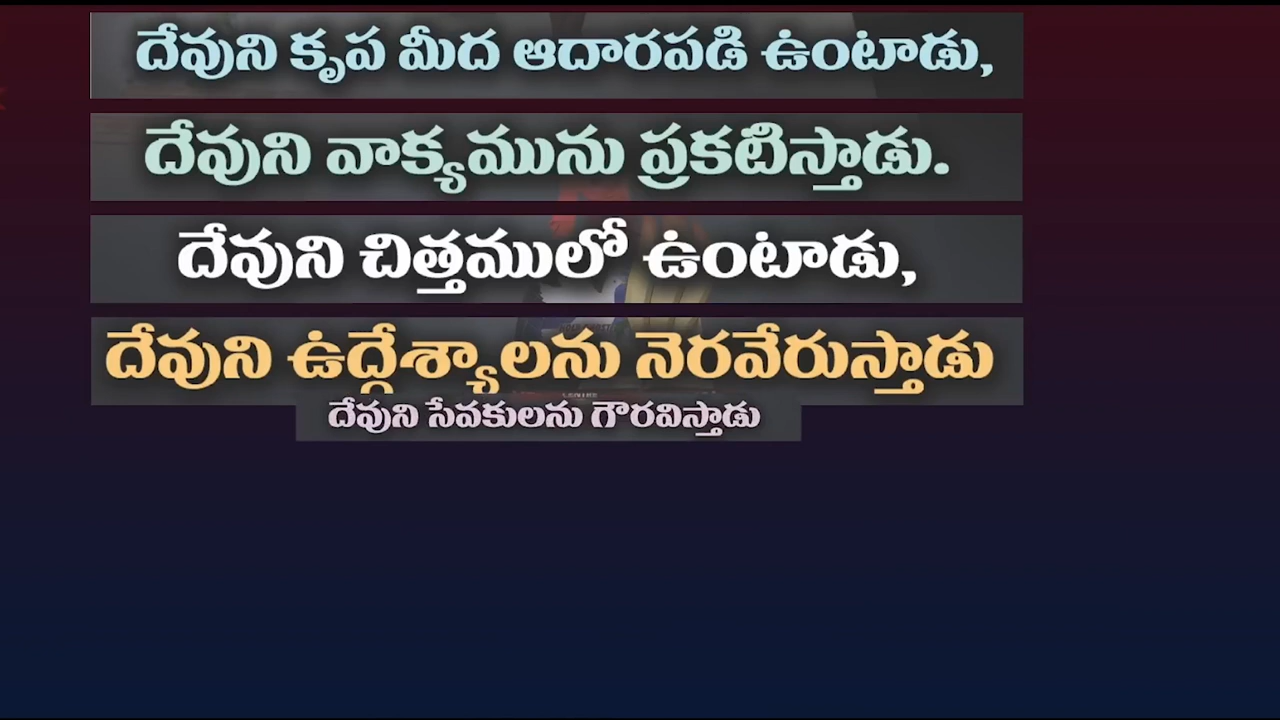 దేవుని కృప మీద ఆదారపడి ఉంటాడు,
దేవుని వాక్యమును ప్రకటిస్తాడు.
దేవుని చిత్తములో ఉంటాడు,
దేవుని ఉద్దేశ్యాలను నెరవేరుస్తాడు
దేవుని సేవకులను గౌరవిస్తాడు